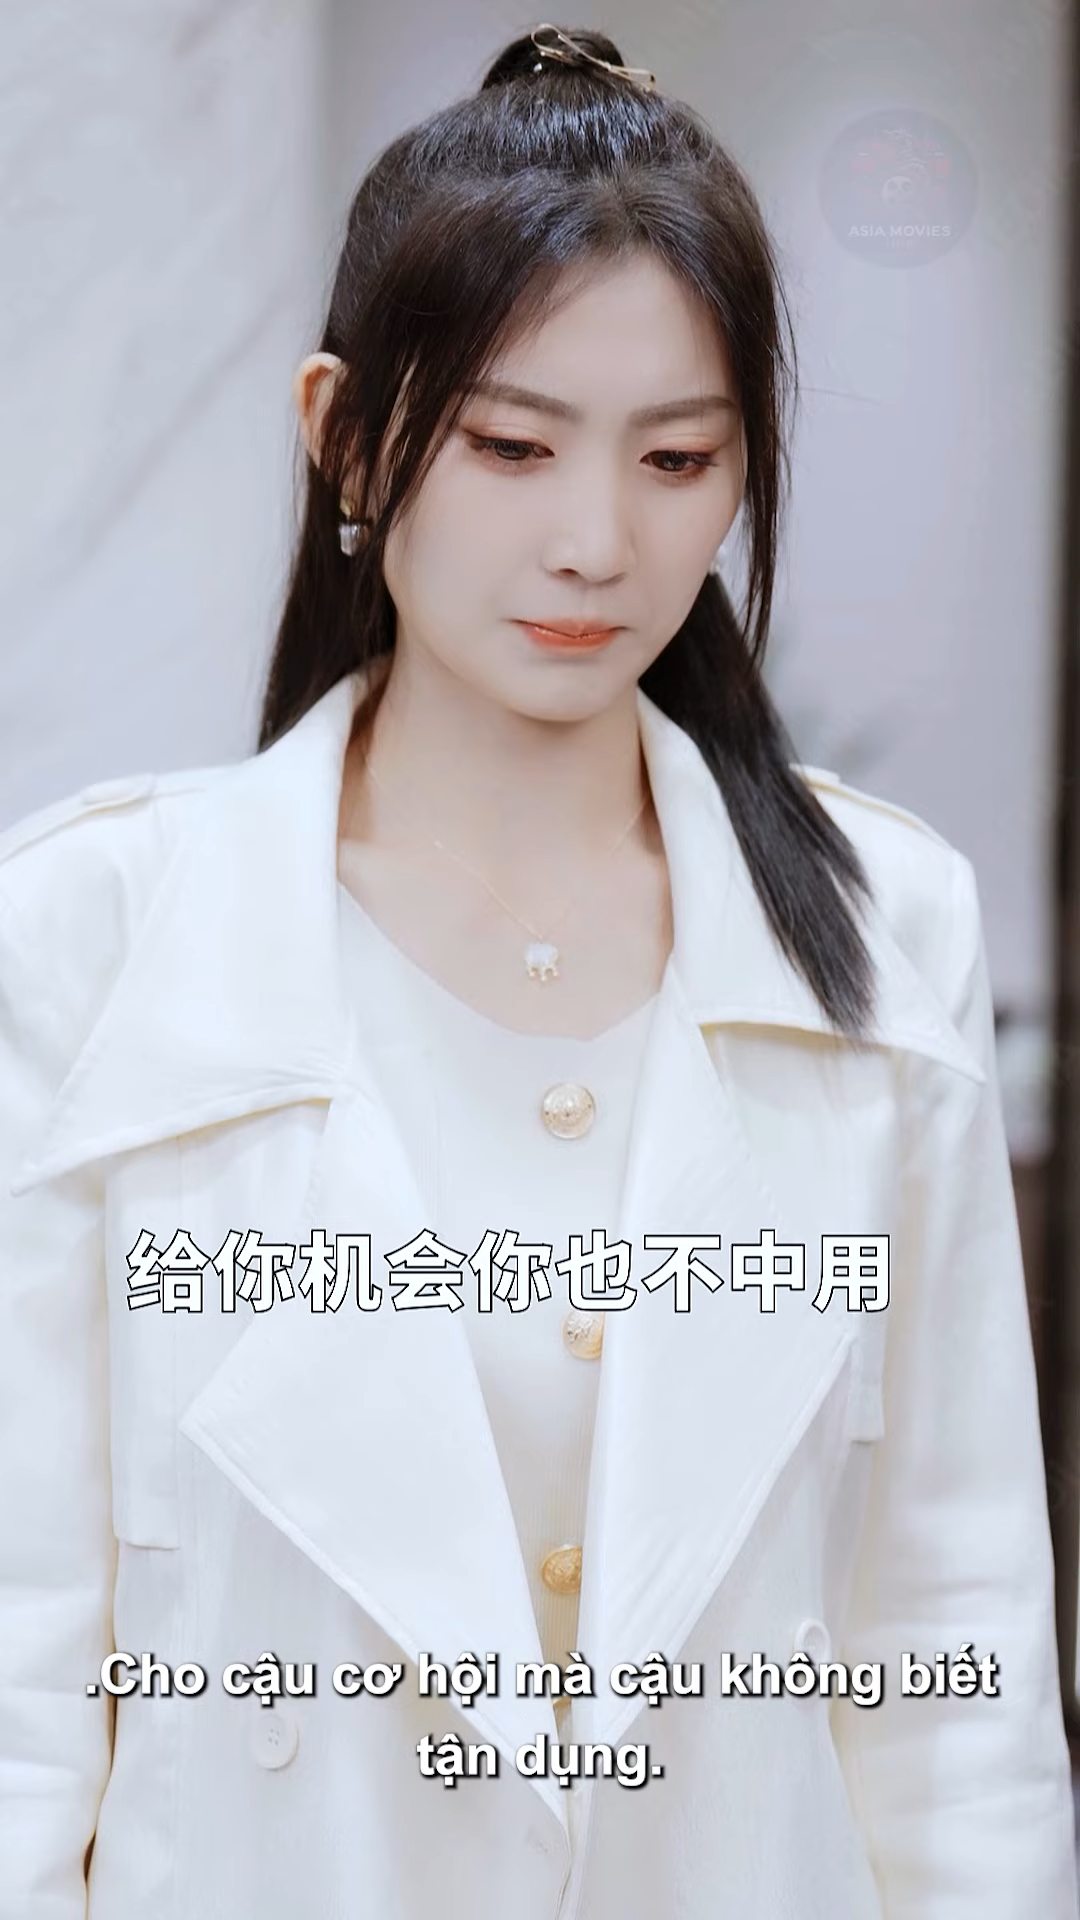 ASIA MOVIES
给你机会你也不中用
.Cho cậu cơ hội mà cậu không biết
tận dụng.